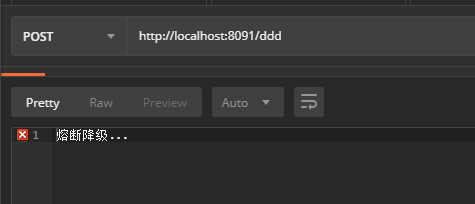 POST
http://localhost:8091/ddd
Pretty
Raw
Preview
Auto
1
熔断降级...